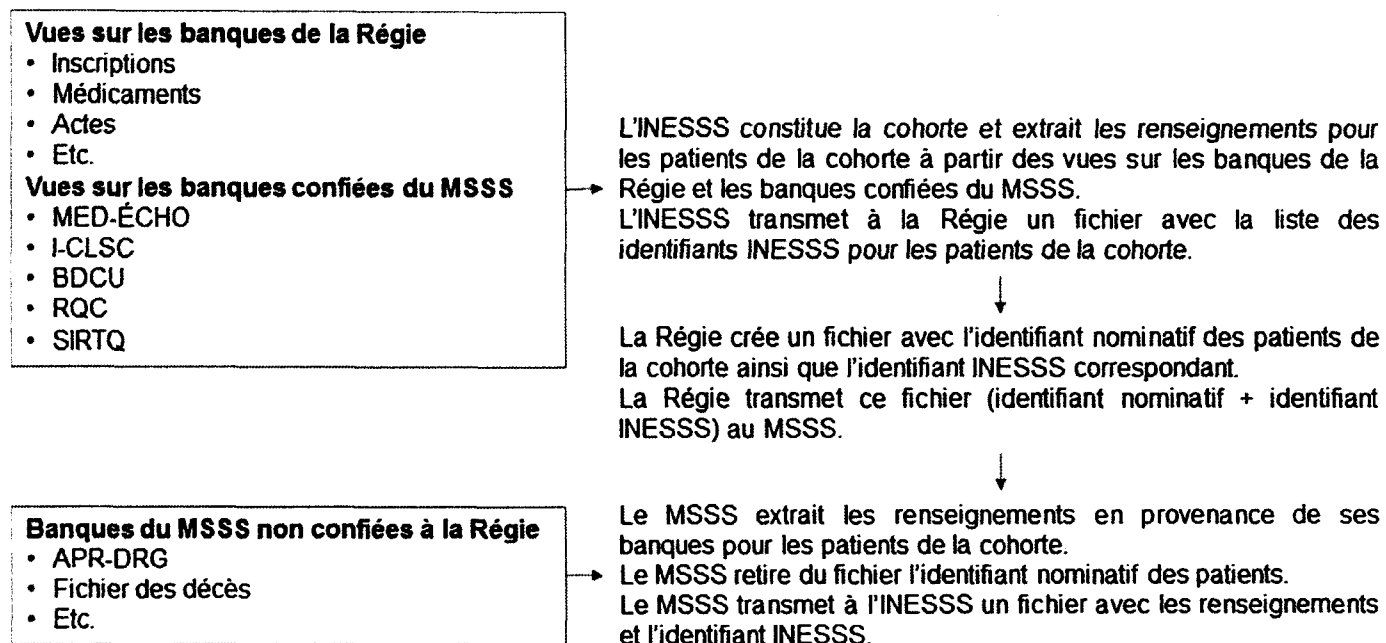 Vues sur les banques de la Régie
• Inscriptions
• Médicaments
• Actes
• Etc.
Vues sur les banques confiées du MSSS
• MED-ÉCHO
• I-CLSC
• BDCU
• RQC
• SIRTQ
L'INESSS constitue la cohorte et extrait les renseignements pour
les patients de la cohorte à partir des vues sur les banques de la
Régie et les banques confiées du MSSS.
L'INESSS transmet à la Régie un fichier avec la liste des
identifiants INESSS pour les patients de la cohorte.
La Régie crée un fichier avec l'identifiant nominatif des patients de
la cohorte ainsi que l'identifiant INESSS correspondant.
La Régie transmet ce fichier (identifiant nominatif + identifiant
INESSS) au MSSS.
Banques du MSSS non confiées à la Régie
• APR-DRG
• Fichier des décès
• Etc.
Le MSSS extrait les renseignements en provenance de ses
banques pour les patients de la cohorte.
Le MSSS retire du fichier l'identifiant nominatif des patients.
Le MSSS transmet à l'INESSS un fichier avec les renseignements
et l'identifiant INESSS.